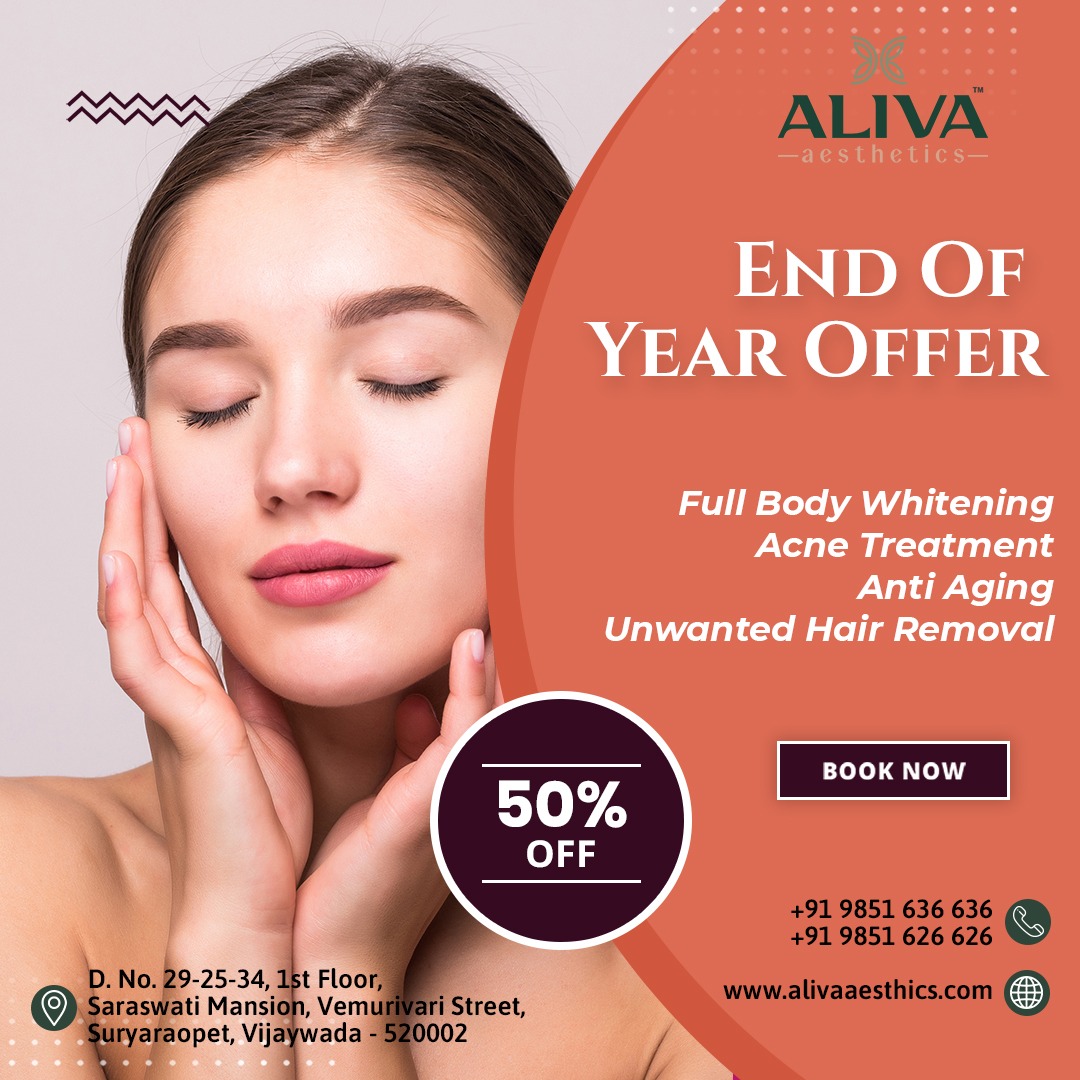 ALIVA™
aesthetics
END OF
YEAR OFFER
Full Body Whitening
Acne Treatment
Anti Aging
Unwanted Hair Removal
BOOK NOW
50%
OFF
+91 9851 636 636
+91 9851 626 626
www.alivaaesthics.com
D. No. 29-25-34, 1st Floor,
Saraswati Mansion, Vemurivari Street,
Suryaraopet, Vijaywada - 520002